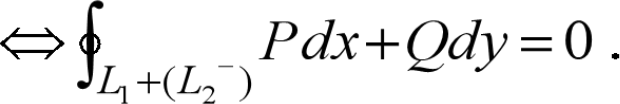 ⇔∮_{L₁+(L₂⁻)} Pdx+Qdy=0 .